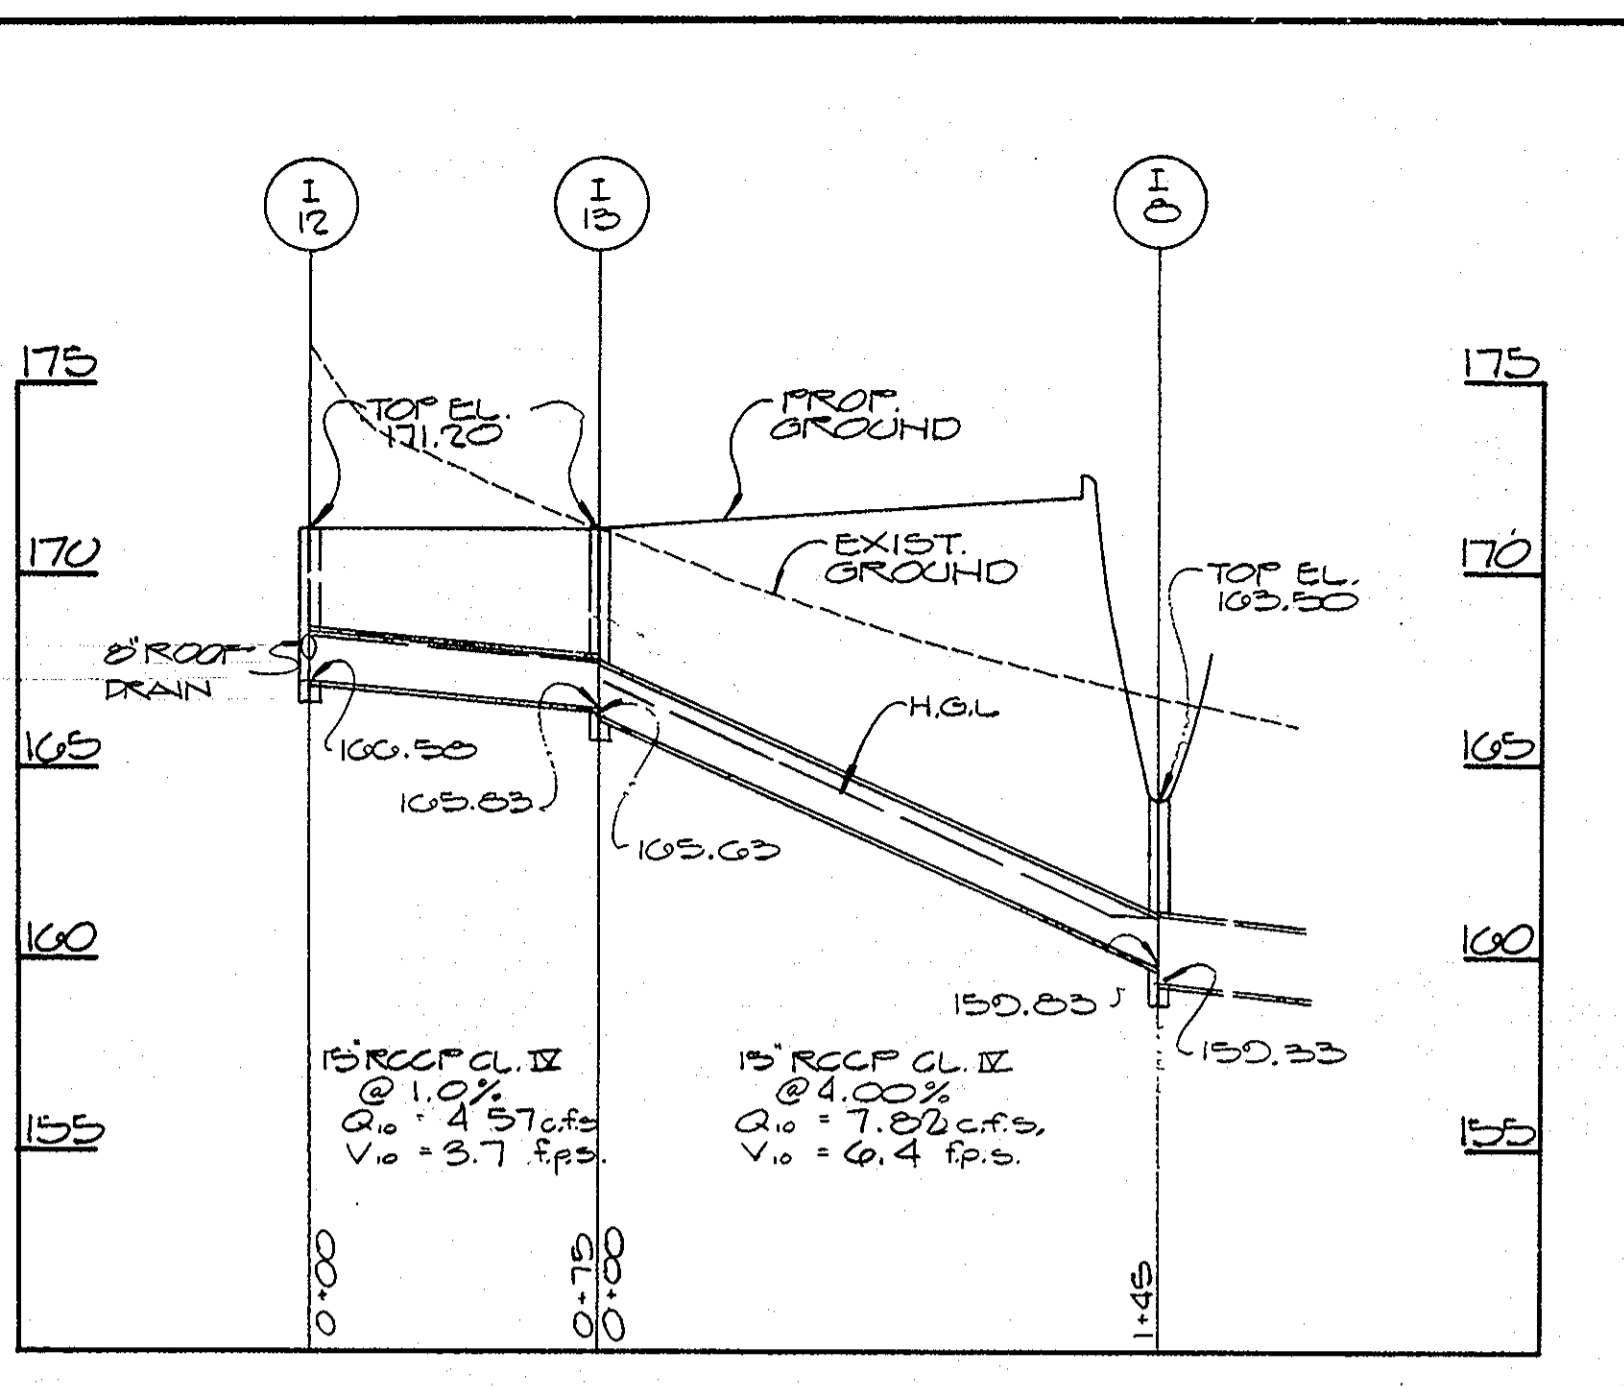 I
12
I
13
I
8
175
175
TOP EL.
171.20
PROP.
GROUND
170
EXIST.
GROUND
170
TOP EL.
163.50
8" ROOF
DRAIN
H.G.L
165
166.58
165
165.83
165.63
160
160
159.83
159.33
15" RCCP CL. IV
@ 1.0%
Q10 = 4.57 c.f.s
V10 = 3.7 f.p.s.
15" RCCP CL. IV
@ 4.00%
Q10 = 7.82 c.f.s.
V10 = 6.4 f.p.s.
155
155
0+00
0+75
0+00
1+45